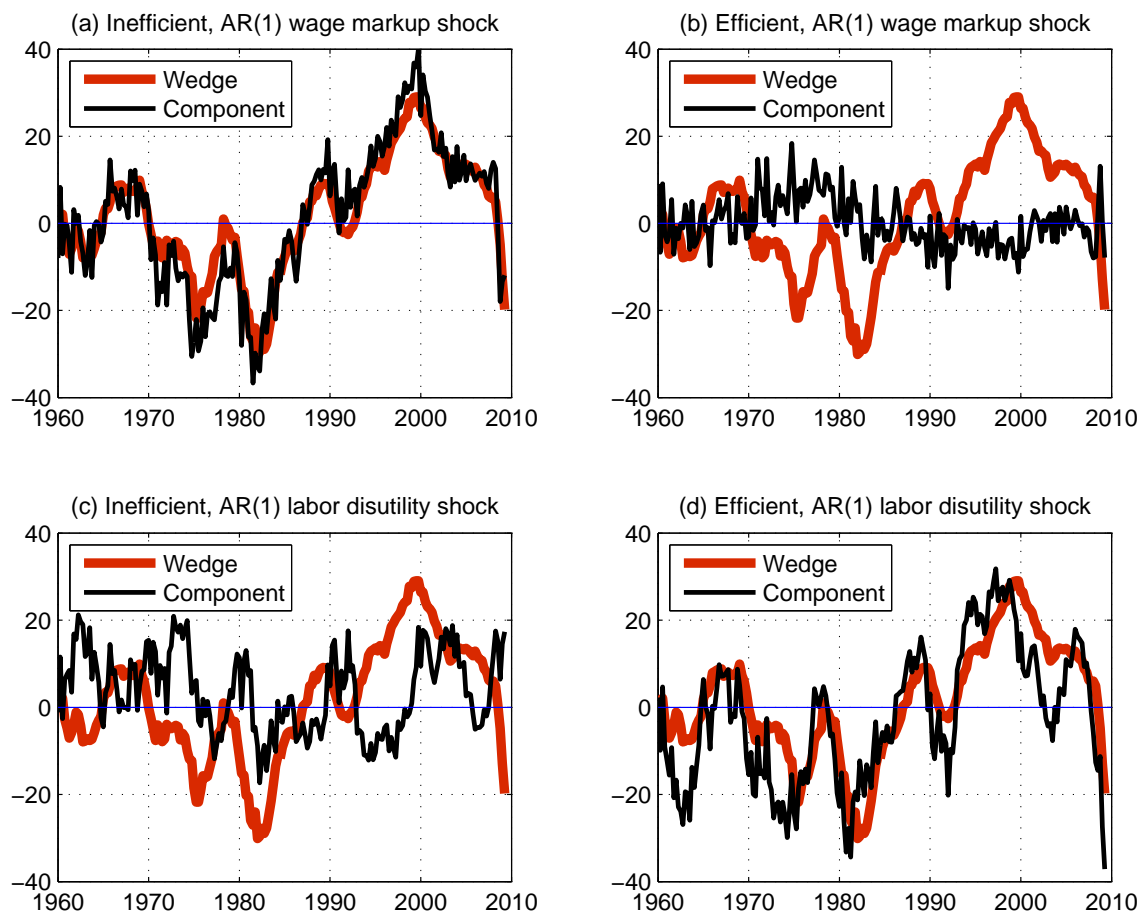 (a) Inefficient, AR(1) wage markup shock
40
20
0
−20
−40
1960 1970 1980 1990 2000 2010
Wedge
Component
(b) Efficient, AR(1) wage markup shock
40
20
0
−20
−40
1960 1970 1980 1990 2000 2010
Wedge
Component
(c) Inefficient, AR(1) labor disutility shock
40
20
0
−20
−40
1960 1970 1980 1990 2000 2010
Wedge
Component
(d) Efficient, AR(1) labor disutility shock
40
20
0
−20
−40
1960 1970 1980 1990 2000 2010
Wedge
Component